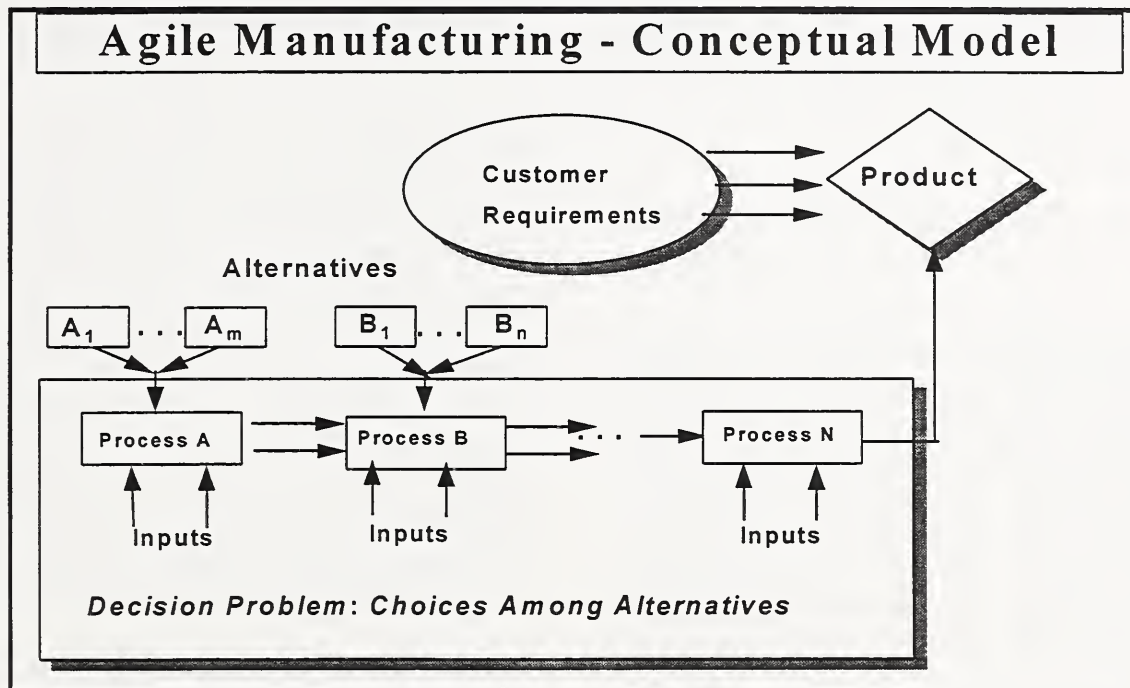 Agile Manufacturing - Conceptual Model
Customer
Requirements
Product
Alternatives
A1 . . . Am
B1 . . . Bn
Process A
Process B
. . .
Process N
Inputs
Inputs
Inputs
Decision Problem: Choices Among Alternatives